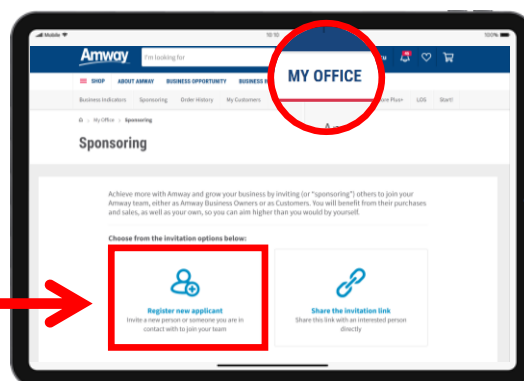 Mobile
10:10
100%
Amway
I'm looking for
SHOP ABOUT AMWAY BUSINESS OPPORTUNITY BUSINESS
MY OFFICE
Business Indicators Sponsoring Order History My Customers LOS Start!
My Office > Sponsoring
Sponsoring
Achieve more with Amway and grow your business by inviting (or "sponsoring") others to join your
Amway team, either as Amway Business Owners or as Customers. You will benefit from their purchases
and sales, as well as your own, so you can aim higher than you would by yourself.
Choose from the invitation options below:
Register new applicant
Invite a new person or someone you are in
contact with to join your team
Share the invitation link
Share this link with an interested person
directly